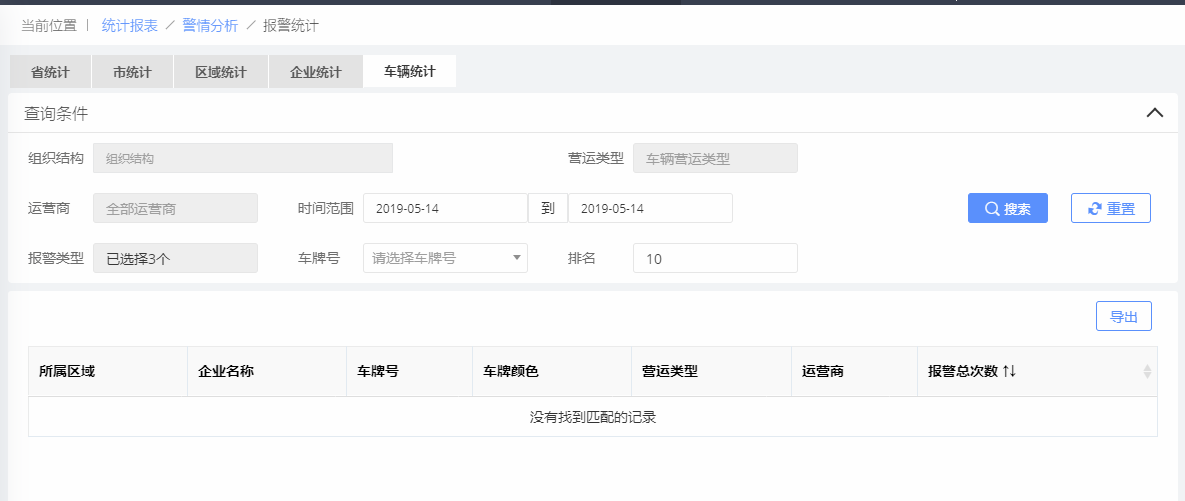 当前位置 | 统计报表 / 警情分析 / 报警统计
省统计 市统计 区域统计 企业统计 车辆统计
查询条件
组织结构 组织结构 营运类型 车辆营运类型
运营商 全部运营商 时间范围 2019-05-14 到 2019-05-14 搜索 重置
报警类型 已选择3个 车牌号 请选择车牌号 排名 10
导出
所属区域 企业名称 车牌号 车牌颜色 营运类型 运营商 报警总次数 ↑↓
没有找到匹配的记录